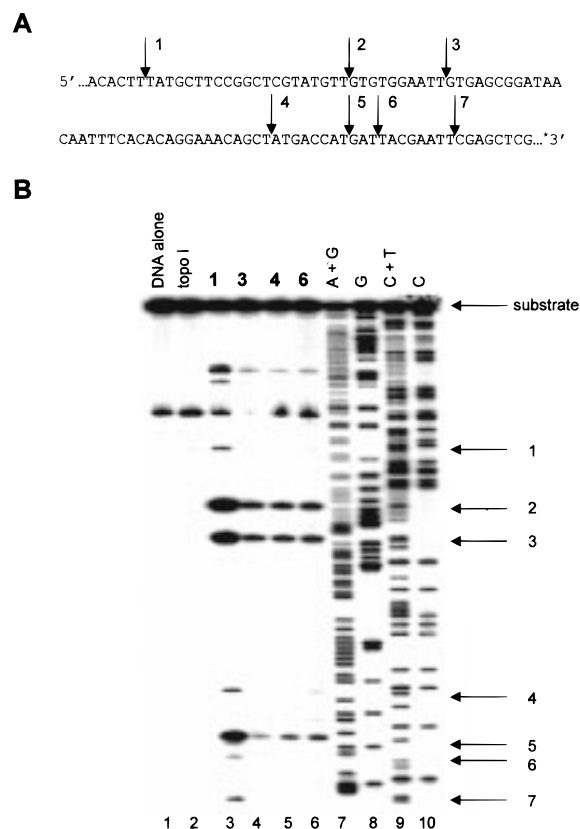 A
1 2 3
5′ …ACACTTTATGCTTCCGGCTCGTATGTTGTGTGGAATTGTGAGCGGATAA
4 5 6 7
CAATTTCACACAGGAAACAGCTATGACCATGATTACGAATTCGAGCTCG…*3′
B
DNA alone topo I 1 3 4 6 A + G G C + T C
substrate
1
2
3
4
5
6
7
1 2 3 4 5 6 7 8 9 10